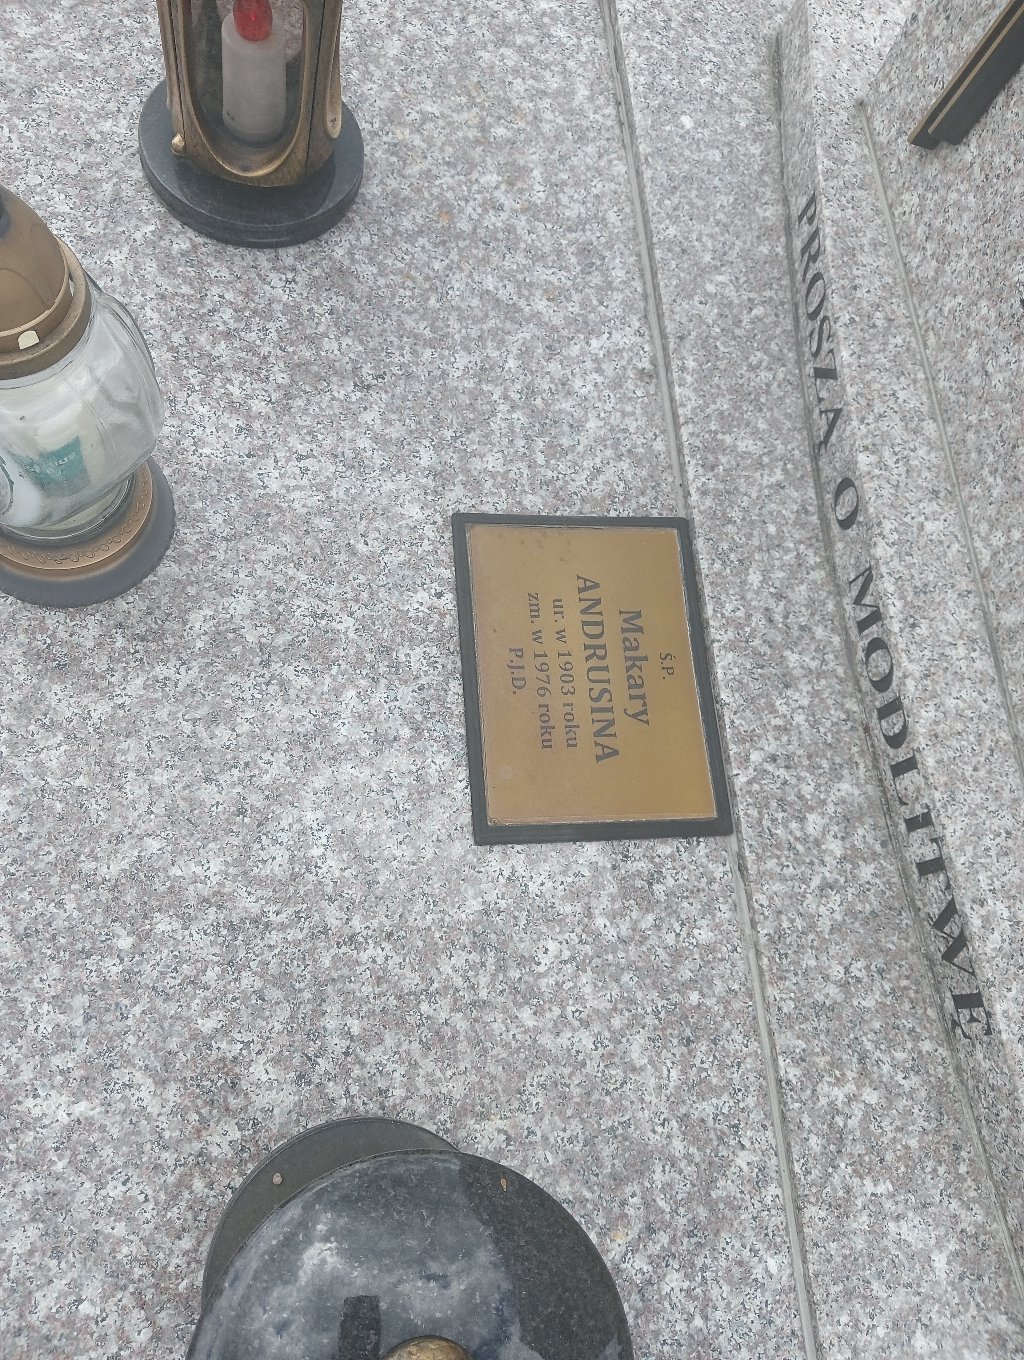 Ś.P.
Makary
ANDRUSINA
ur. w 1903 roku
zm. w 1976 roku
P.J.D.
PROSZĄ O MODLITWĘ